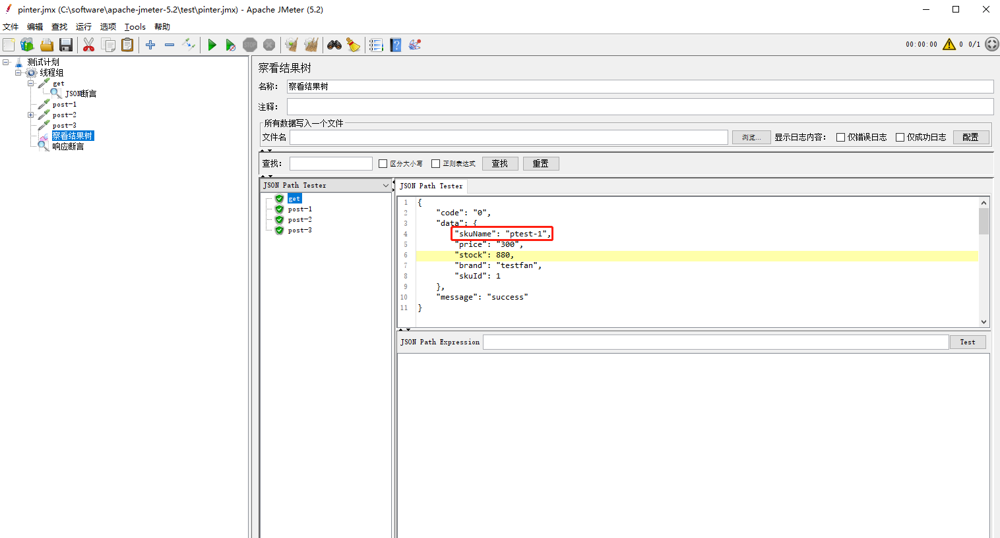 pinter.jmx (C:\software\apache-jmeter-5.2\test\pinter.jmx) - Apache JMeter (5.2)
文件 编辑 查找 运行 选项 Tools 帮助
STOP
00:00:00 0 0/1
测试计划
线程组
get
JSON断言
post-1
post-2
post-3
察看结果树
响应断言
察看结果树
名称： 察看结果树
注释：
所有数据写入一个文件
文件名 浏览... 显示日志内容： 仅错误日志 仅成功日志 配置
查找： 区分大小写 正则表达式 查找 重置
JSON Path Tester
get
post-1
post-2
post-3
JSON Path Tester
1 {
2 "code": "0",
3 "data": {
4 "skuName": "ptest-1",
5 "price": "300",
6 "stock": 880,
7 "brand": "testfan",
8 "skuId": 1
9 },
10 "message": "success"
11 }
JSON Path Expression Test